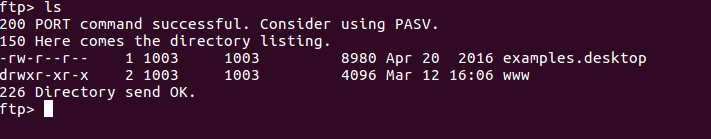 ftp> ls
200 PORT command successful. Consider using PASV.
150 Here comes the directory listing.
-rw-r--r--    1 1003     1003         8980 Apr 20  2016 examples.desktop
drwxr-xr-x    2 1003     1003         4096 Mar 12 16:06 www
226 Directory send OK.
ftp>